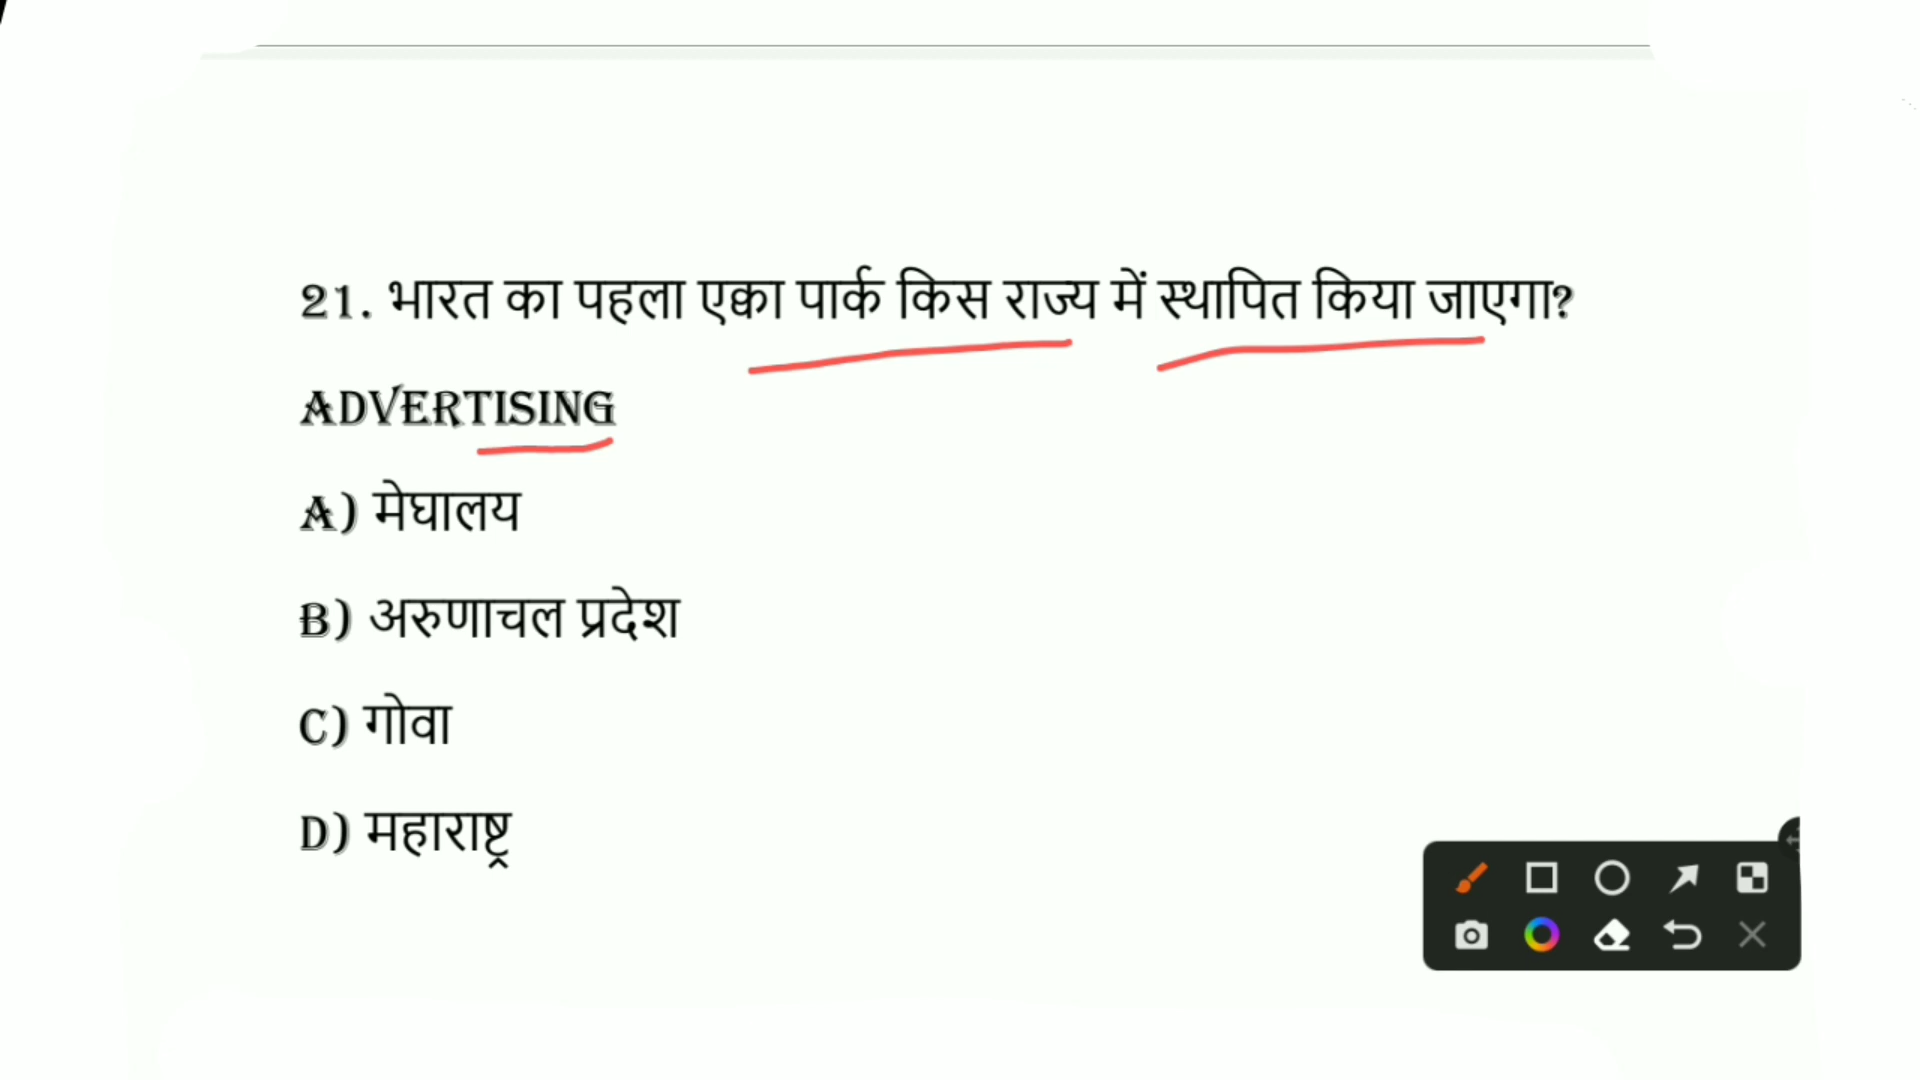 21. भारत का पहला एक्वा पार्क किस राज्य में स्थापित किया जाएगा?
ADVERTISING
A) मेघालय
B) अरुणाचल प्रदेश
C) गोवा
D) महाराष्ट्र